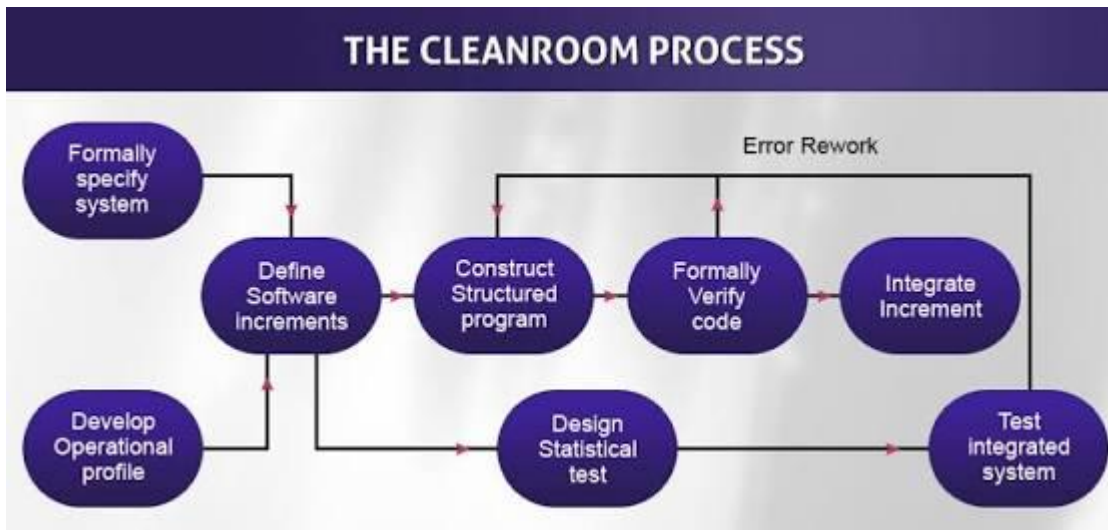 THE CLEANROOM PROCESS
Error Rework
Formally
specify
system
Define
Software
increments
Construct
Structured
program
Formally
Verify
code
Integrate
Increment
Develop
Operational
profile
Design
Statistical
test
Test
integrated
system